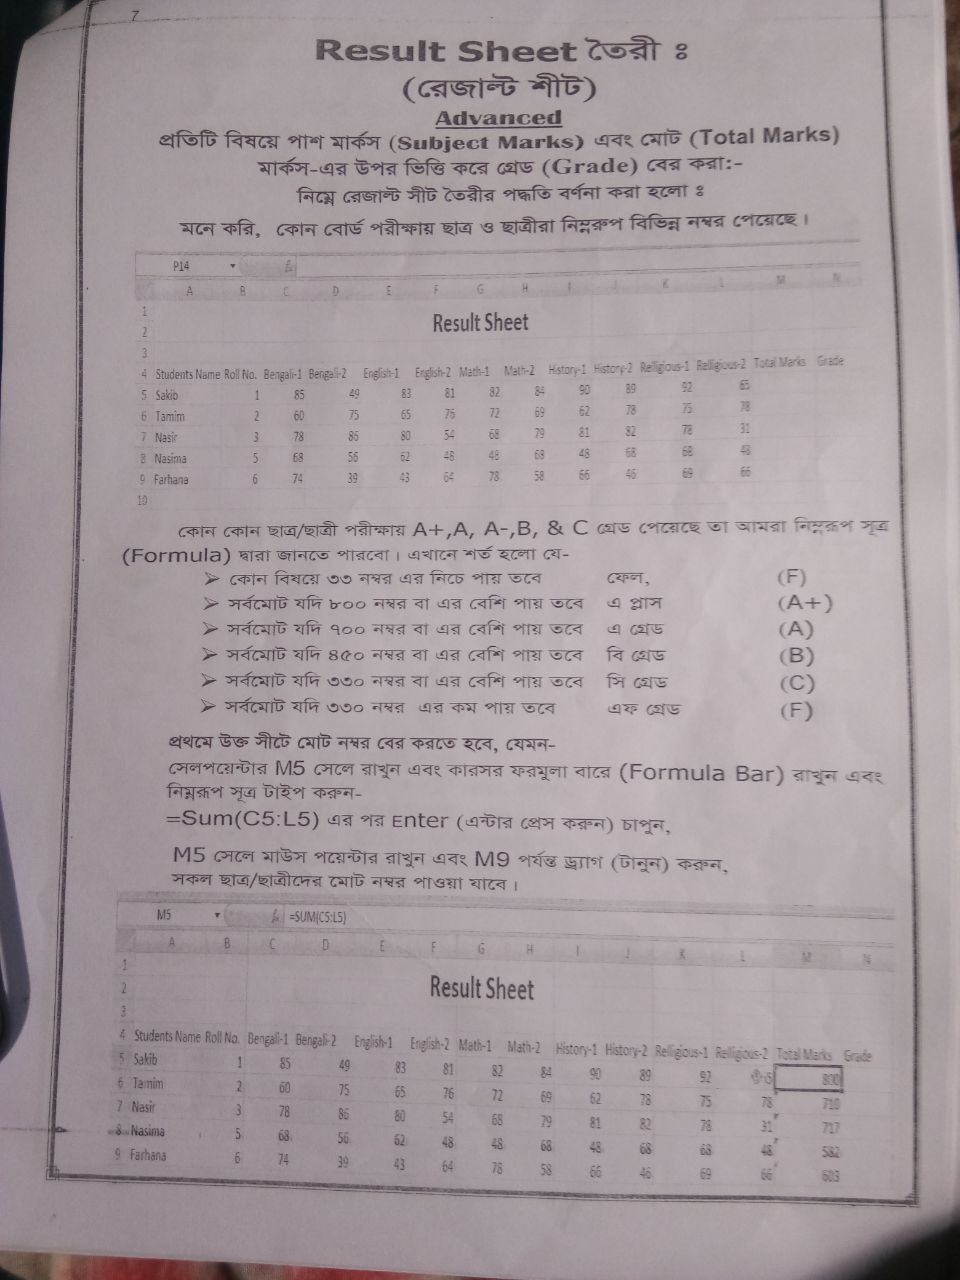 7
Result Sheet তৈরী ঃ
(রেজাল্ট শীট)
Advanced
প্রতিটি বিষয়ে পাশ মার্কস (Subject Marks) এবং মোট (Total Marks)
মার্কস-এর উপর ভিত্তি করে গ্রেড (Grade) বের করা:-
নিম্নে রেজাল্ট সীট তৈরীর পদ্ধতি বর্ণনা করা হলো ঃ
মনে করি, কোন বোর্ড পরীক্ষায় ছাত্র ও ছাত্রীরা নিম্নরুপ বিভিন্ন নম্বর পেয়েছে।
P14 fx
A B C D E F G H I J K L M N
1
2 Result Sheet
3
4 Students Name Roll No. Bengali-1 Bengali-2 English-1 English-2 Math-1 Math-2 History-1 History-2 Relligious-1 Relligious-2 Total Marks Grade
5 Sakib 1 85 49 83 81 82 84 90 89 92 65
6 Tamim 2 60 75 65 76 72 69 62 78 75 78
7 Nasir 3 78 86 80 54 68 79 81 82 78 31
8 Nasima 5 68 56 62 48 48 68 48 68 68 48
9 Farhana 6 74 39 43 64 78 58 66 46 69 66
10
কোন কোন ছাত্র/ছাত্রী পরীক্ষায় A+,A, A-,B, & C গ্রেড পেয়েছে তা আমরা নিম্নরূপ সূত্র
(Formula) দ্বারা জানতে পারবো। এখানে শর্ত হলো যে-
➢ কোন বিষয়ে ৩৩ নম্বর এর নিচে পায় তবে ফেল, (F)
➢ সর্বমোট যদি ৮০০ নম্বর বা এর বেশি পায় তবে এ প্লাস (A+)
➢ সর্বমোট যদি ৭০০ নম্বর বা এর বেশি পায় তবে এ গ্রেড (A)
➢ সর্বমোট যদি ৪৫০ নম্বর বা এর বেশি পায় তবে বি গ্রেড (B)
➢ সর্বমোট যদি ৩৩০ নম্বর বা এর বেশি পায় তবে সি গ্রেড (C)
➢ সর্বমোট যদি ৩৩০ নম্বর এর কম পায় তবে এফ গ্রেড (F)
প্রথমে উক্ত সীটে মোট নম্বর বের করতে হবে, যেমন-
সেলপয়েন্টার M5 সেলে রাখুন এবং কারসর ফরমূলা বারে (Formula Bar) রাখুন এবং
নিম্নরূপ সূত্র টাইপ করুন-
=Sum(C5:L5) এর পর Enter (এন্টার প্রেস করুন) চাপুন,
M5 সেলে মাউস পয়েন্টার রাখুন এবং M9 পর্যন্ত ড্র্যাগ (টানুন) করুন,
সকল ছাত্র/ছাত্রীদের মোট নম্বর পাওয়া যাবে।
M5 fx =SUM(C5:L5)
A B C D E F G H I J K L M N
1
2 Result Sheet
3
4 Students Name Roll No. Bengali-1 Bengali-2 English-1 English-2 Math-1 Math-2 History-1 History-2 Relligious-1 Relligious-2 Total Marks Grade
5 Sakib 1 85 49 83 81 82 84 90 89 92 800
6 Tamim 2 60 75 65 76 72 69 62 78 75 78 710
7 Nasir 3 78 86 80 54 68 79 81 82 78 31 717
8 Nasima 5 68 56 62 48 48 68 48 68 68 48 582
9 Farhana 6 74 39 43 64 78 58 66 46 69 66 603